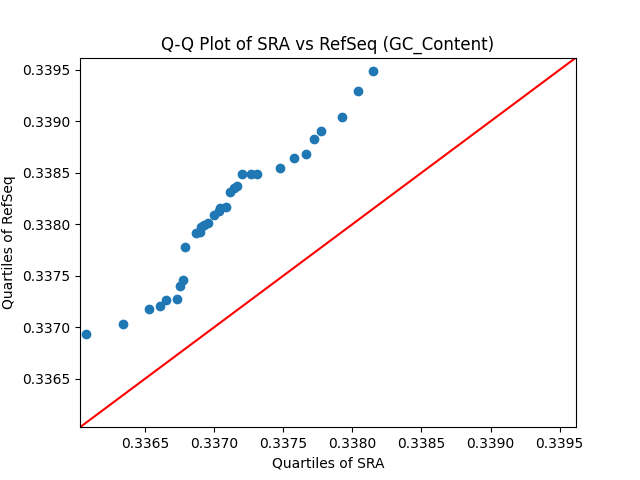 Q-Q Plot of SRA vs RefSeq (GC_Content)
Quartiles of RefSeq
0.3395
0.3390
0.3385
0.3380
0.3375
0.3370
0.3365
0.3365 0.3370 0.3375 0.3380 0.3385 0.3390 0.3395
Quartiles of SRA